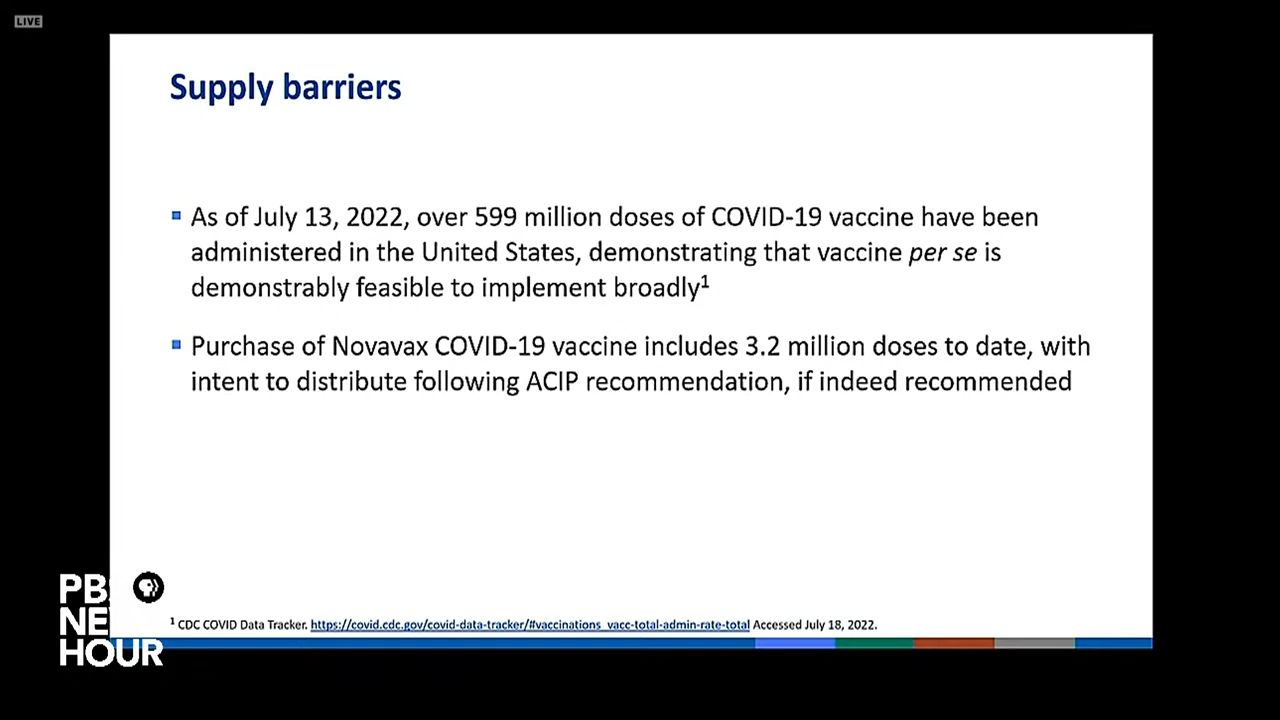 LIVE
Supply barriers
▪ As of July 13, 2022, over 599 million doses of COVID-19 vaccine have been
administered in the United States, demonstrating that vaccine per se is
demonstrably feasible to implement broadly¹
▪ Purchase of Novavax COVID-19 vaccine includes 3.2 million doses to date, with
intent to distribute following ACIP recommendation, if indeed recommended
¹ CDC COVID Data Tracker. https://covid.cdc.gov/covid-data-tracker/#vaccinations_vacc-total-admin-rate-total Accessed July 18, 2022.
PBS
NEWS
HOUR